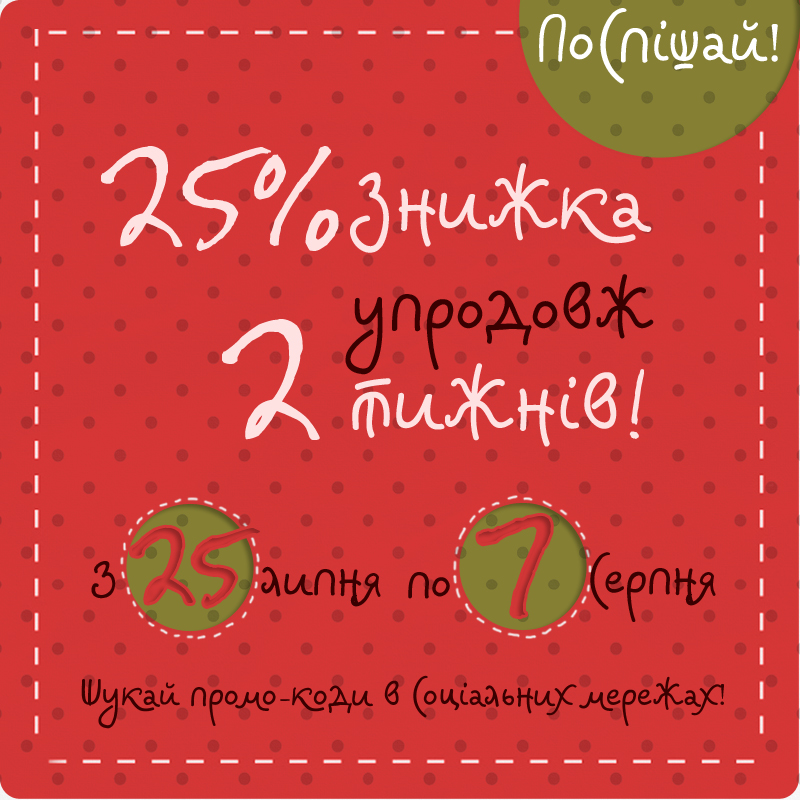 Поспішай!
25% знижка
упродовж
2 тижнів!
З 25 липня по 7 серпня
Шукай промо-коди в соціальних мережах!